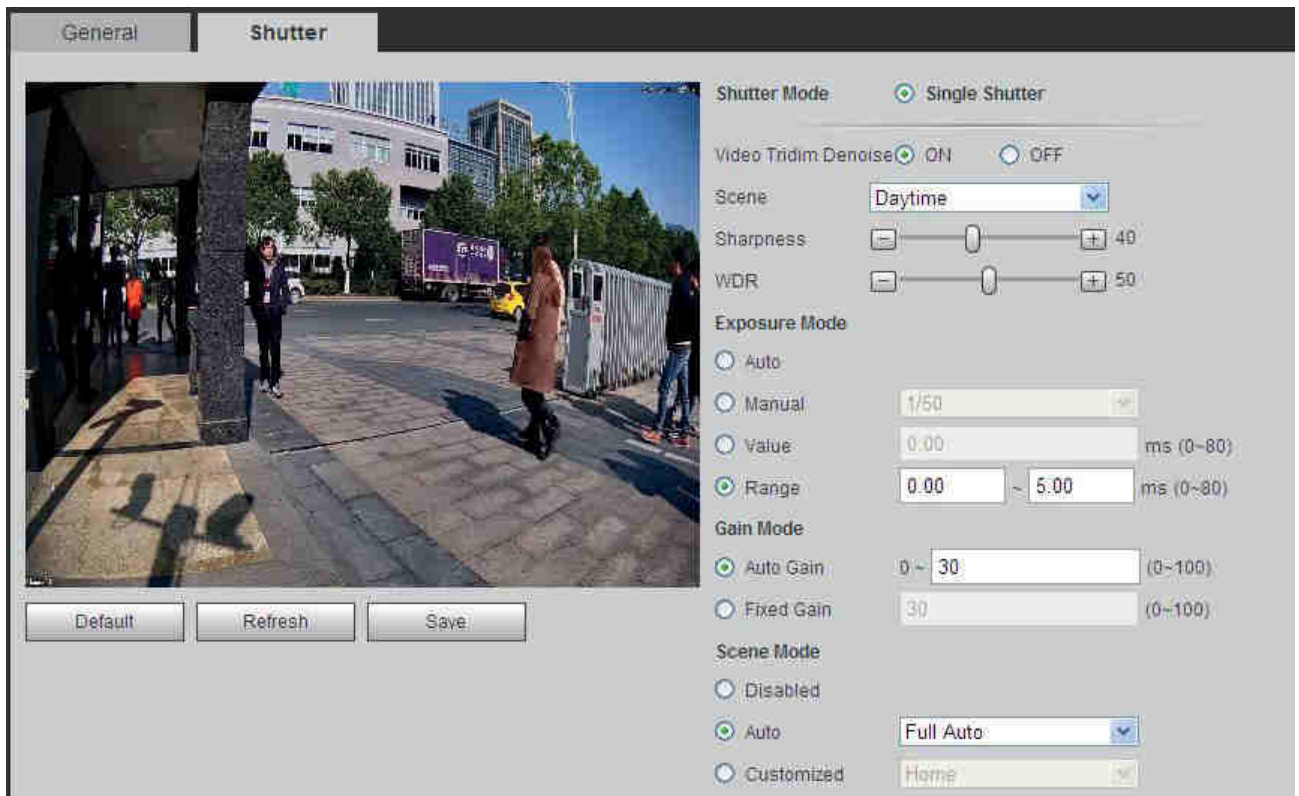 General Shutter
Shutter Mode Single Shutter
Video Tridim Denoise ON OFF
Scene Daytime
Sharpness - + 40
WDR - + 50
Exposure Mode
Auto
Manual 1/50
Value 0.00 ms (0~80)
Range 0.00 ~ 5.00 ms (0~80)
Gain Mode
Auto Gain 0 ~ 30 (0~100)
Fixed Gain 30 (0~100)
Scene Mode
Disabled
Auto Full Auto
Customized Home
Default Refresh Save